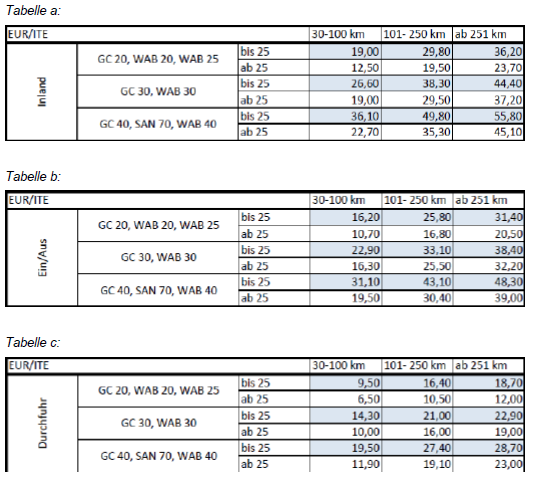 Tabelle a:
EUR/ITE 30-100 km 101- 250 km ab 251 km
Inland
GC 20, WAB 20, WAB 25 bis 25 19,00 29,80 36,20
ab 25 12,50 19,50 23,70
GC 30, WAB 30 bis 25 26,60 38,30 44,40
ab 25 19,00 29,50 37,20
GC 40, SAN 70, WAB 40 bis 25 36,10 49,80 55,80
ab 25 22,70 35,30 45,10
Tabelle b:
EUR/ITE 30-100 km 101- 250 km ab 251 km
Ein/Aus
GC 20, WAB 20, WAB 25 bis 25 16,20 25,80 31,40
ab 25 10,70 16,80 20,50
GC 30, WAB 30 bis 25 22,90 33,10 38,40
ab 25 16,30 25,50 32,20
GC 40, SAN 70, WAB 40 bis 25 31,10 43,10 48,30
ab 25 19,50 30,40 39,00
Tabelle c:
EUR/ITE 30-100 km 101- 250 km ab 251 km
Durchfuhr
GC 20, WAB 20, WAB 25 bis 25 9,50 16,40 18,70
ab 25 6,50 10,50 12,00
GC 30, WAB 30 bis 25 14,30 21,00 22,90
ab 25 10,00 16,00 19,00
GC 40, SAN 70, WAB 40 bis 25 19,50 27,40 28,70
ab 25 11,90 19,10 23,00